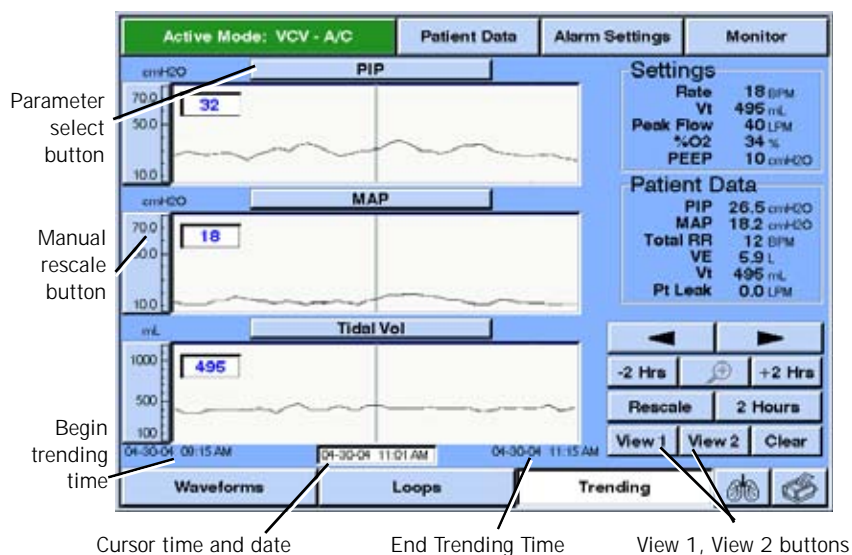 Active Mode: VCV - A/C
Patient Data
Alarm Settings
Monitor
cmH2O
PIP
70.0
50.0
10.0
32
Parameter
select
button
cmH2O
MAP
70.0
10.0
18
Manual
rescale
button
mL
Tidal Vol
1000
500
100
495
Begin
trending
time
04-30-04 09:15 AM
04-30-04 11:01 AM
04-30-04 11:15 AM
Settings
Rate 18 BPM
Vt 495 mL
Peak Flow 40 LPM
%O2 34 %
PEEP 10 cmH2O
Patient Data
PIP 26.5 cmH2O
MAP 18.2 cmH2O
Total RR 12 BPM
VE 5.9 L
Vt 495 mL
Pt Leak 0.0 LPM
-2 Hrs
+2 Hrs
Rescale
2 Hours
View 1
View 2
Clear
Waveforms
Loops
Trending
Cursor time and date
End Trending Time
View 1, View 2 buttons